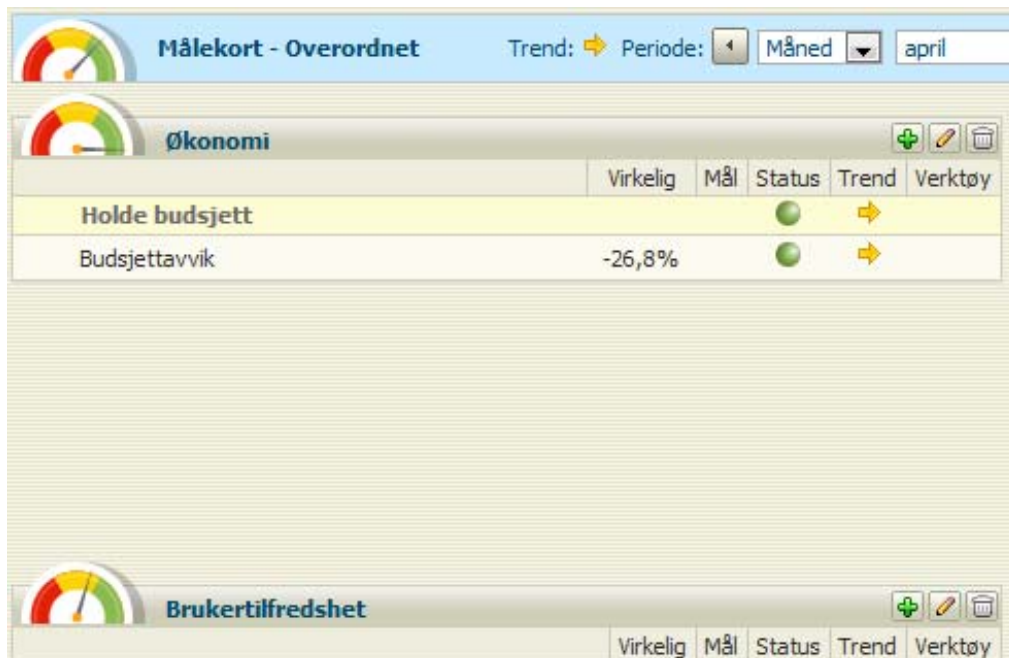 Målekort - Overordnet Trend: Periode: Måned april
Økonomi
Virkelig Mål Status Trend Verktøy
Holde budsjett
Budsjettavvik -26,8%
Brukertilfredshet
Virkelig Mål Status Trend Verktøy